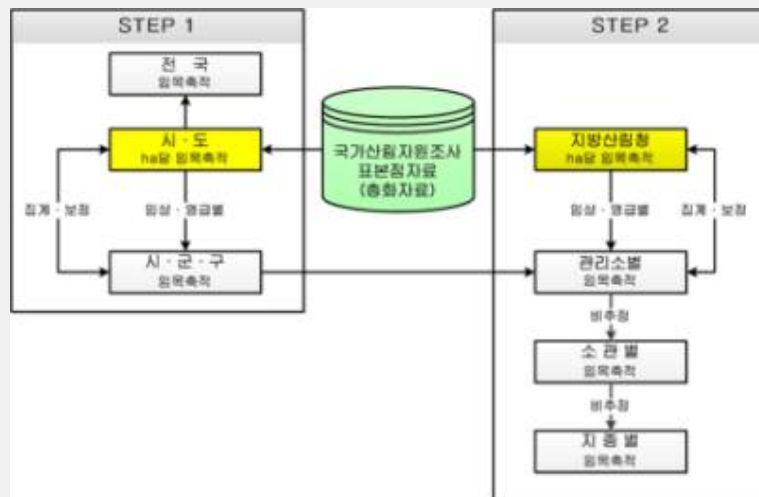 STEP 1
전 국
임목축적
시 · 도
ha당 임목축적
집계 · 보정
임상 · 영급별
시 · 군 · 구
임목축적
국가산림자원조사
표본점자료
(층화자료)
STEP 2
지방산림청
ha당 임목축적
임상 · 영급별
집계 · 보정
관리소별
임목축적
비추정
소 관 별
임목축적
비추정
지 종 별
임목축적